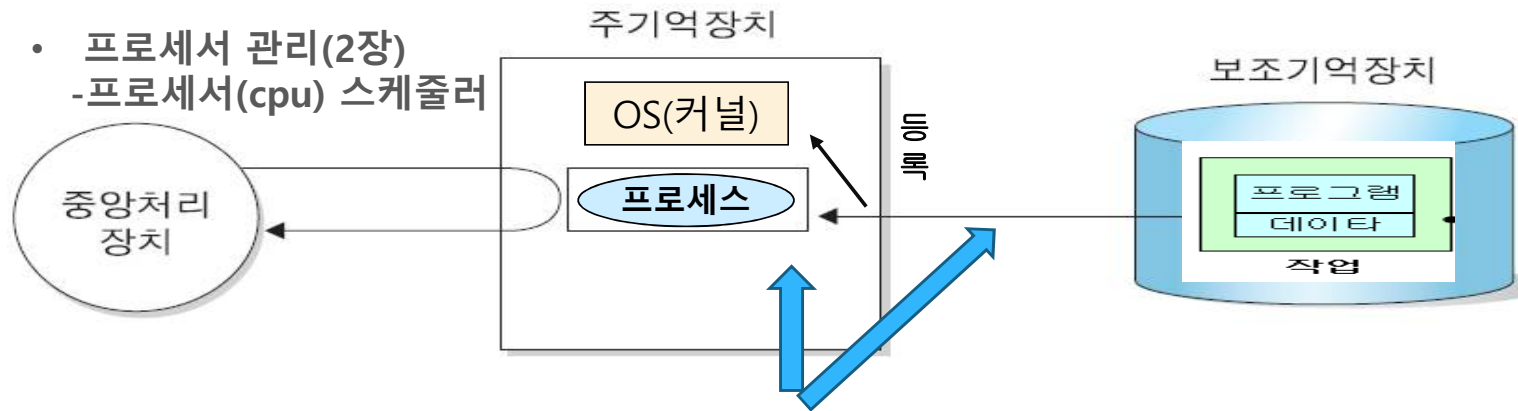 주기억장치
• 프로세서 관리(2장)
-프로세서(cpu) 스케줄러
보조기억장치
OS(커널)
등
록
프로세스
중앙처리
장치
프로그램
데이타
작업